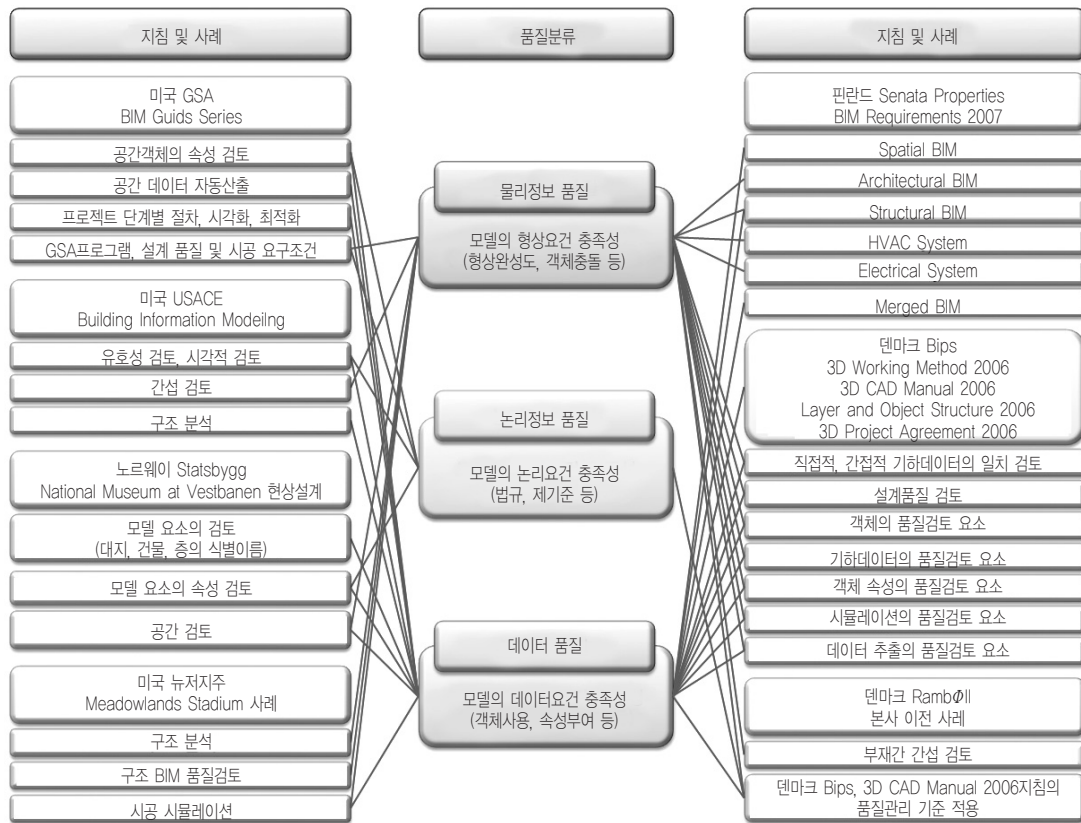 지침 및 사례
미국 GSA
BIM Guids Series
공간객체의 속성 검토
공간 데이터 자동산출
프로젝트 단계별 절차, 시각화, 최적화
GSA프로그램, 설계 품질 및 시공 요구조건
미국 USACE
Building Information Modeilng
유호성 검토, 시각적 검토
간섭 검토
구조 분석
노르웨이 Statsbygg
National Museum at Vestbanen 현상설계
모델 요소의 검토
(대지, 건물, 층의 식별이름)
모델 요소의 속성 검토
공간 검토
미국 뉴저지주
Meadowlands Stadium 사례
구조 분석
구조 BIM 품질검토
시공 시뮬레이션
품질분류
물리정보 품질
모델의 형상요건 충족성
(형상완성도, 객체충돌 등)
논리정보 품질
모델의 논리요건 충족성
(법규, 제기준 등)
데이터 품질
모델의 데이터요건 충족성
(객체사용, 속성부여 등)
지침 및 사례
핀란드 Senata Properties
BIM Requirements 2007
Spatial BIM
Architectural BIM
Structural BIM
HVAC System
Electrical System
Merged BIM
덴마크 Bips
3D Working Method 2006
3D CAD Manual 2006
Layer and Object Structure 2006
3D Project Agreement 2006
직접적, 간접적 기하데이터의 일치 검토
설계품질 검토
객체의 품질검토 요소
기하데이터의 품질검토 요소
객체 속성의 품질검토 요소
시뮬레이션의 품질검토 요소
데이터 추출의 품질검토 요소
덴마크 RambΦll
본사 이전 사례
부재간 간섭 검토
덴마크 Bips, 3D CAD Manual 2006지침의
품질관리 기준 적용